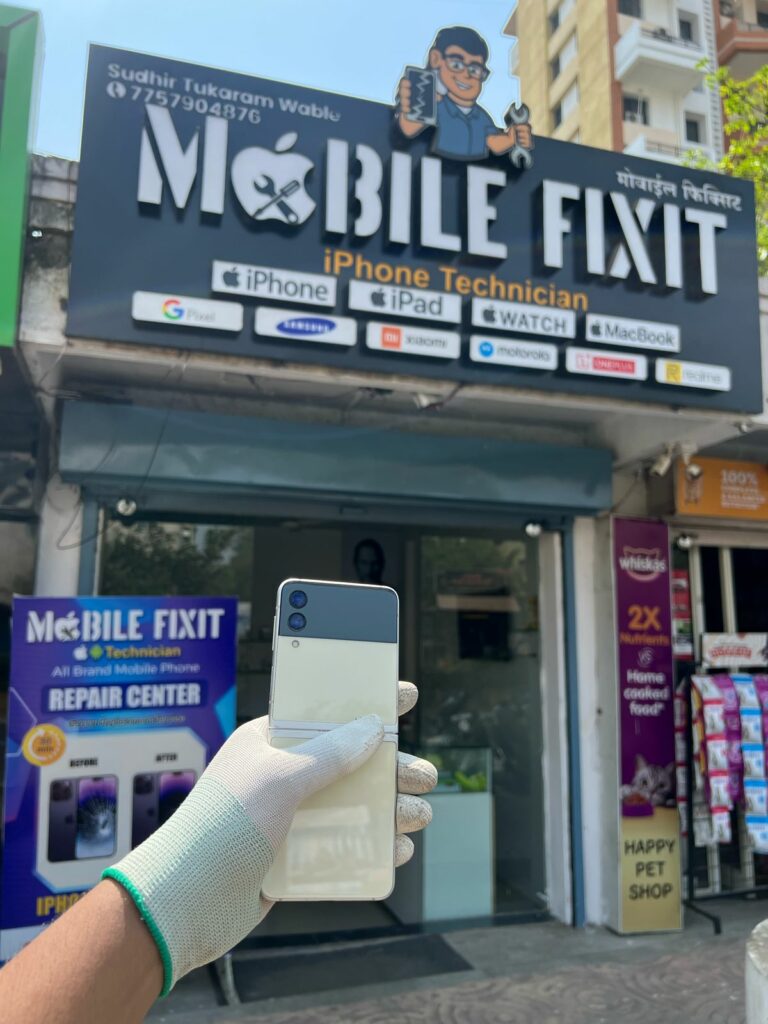 Sudhir Tukaram Wable
7757904876
MOBILE FIXIT
मोबाईल फिक्सिट
iPhone Technician
iPhone
iPad
WATCH
MacBook
G Pixel
SAMSUNG
mi xiaomi
motorola
ONEPLUS
realme
MOBILE FIXIT
Technician
All Brand Mobile Phone
REPAIR CENTER
BEFORE
AFTER
100%
whiskas
2X
Nutrients
VS
Home
cooked
food*
HAPPY
PET
SHOP